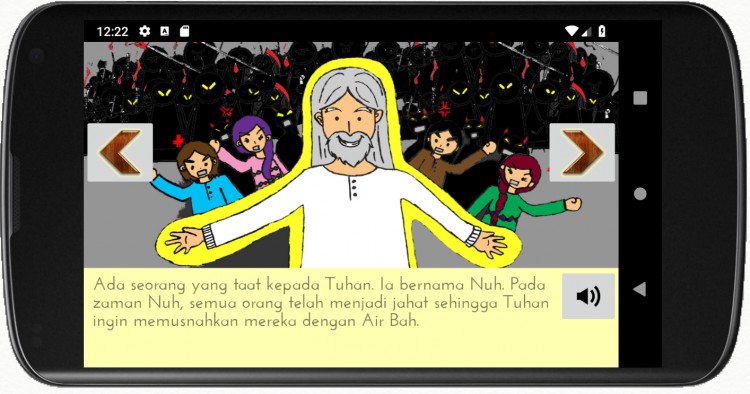 12:22
Ada seorang yang taat kepada Tuhan. Ia bernama Nuh. Pada
zaman Nuh, semua orang telah menjadi jahat sehingga Tuhan
ingin memusnahkan mereka dengan Air Bah.